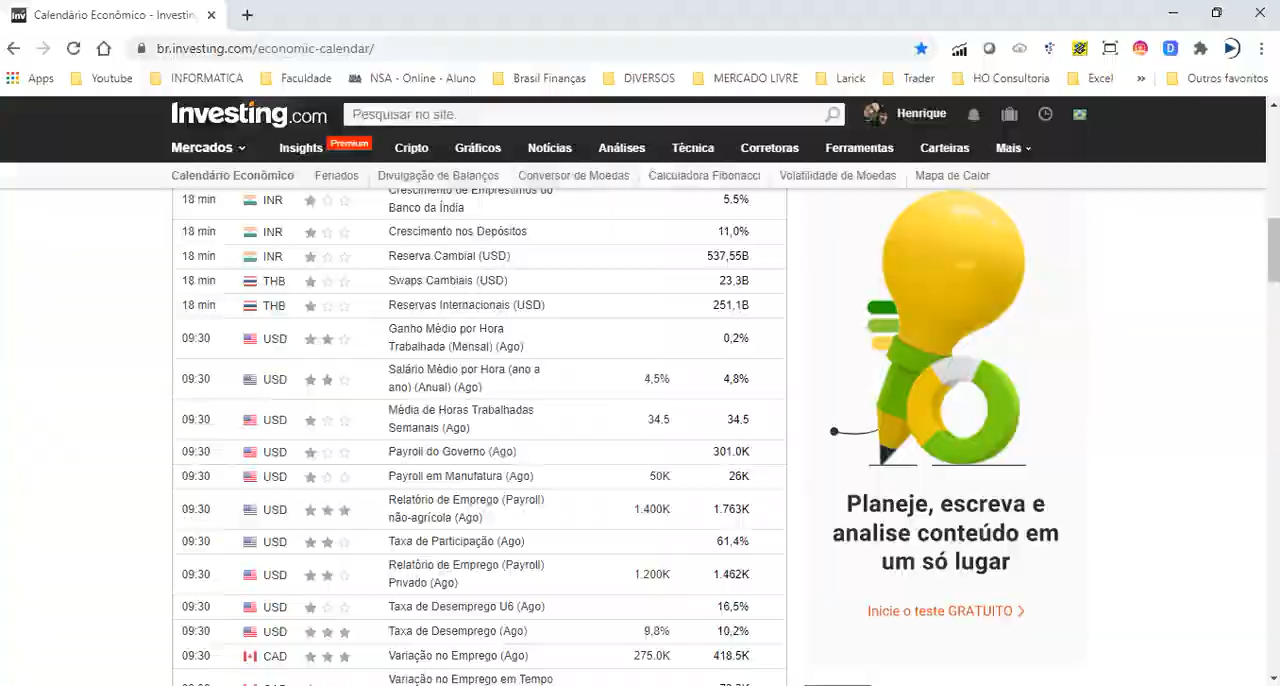 Calendário Econômico - Investin
br.investing.com/economic-calendar/
Apps Youtube INFORMATICA Faculdade NSA - Online - Aluno Brasil Finanças DIVERSOS MERCADO LIVRE Larick Trader HO Consultoria Excel » Outros favoritos
Investing.com Pesquisar no site. Henrique
Mercados Insights Premium Cripto Gráficos Notícias Análises Técnica Corretoras Ferramentas Carteiras Mais
Calendário Econômico Feriados Divulgação de Balanços Conversor de Moedas Calculadora Fibonacci Volatilidade de Moedas Mapa de Calor
Crescimento de Empréstimos do
18 min INR Banco da Índia 5.5%
18 min INR Crescimento nos Depósitos 11,0%
18 min INR Reserva Cambial (USD) 537,55B
18 min THB Swaps Cambiais (USD) 23,3B
18 min THB Reservas Internacionais (USD) 251,1B
Ganho Médio por Hora
09:30 USD Trabalhada (Mensal) (Ago) 0,2%
Salário Médio por Hora (ano a
09:30 USD ano) (Anual) (Ago) 4,5% 4,8%
Média de Horas Trabalhadas
09:30 USD Semanais (Ago) 34.5 34.5
09:30 USD Payroll do Governo (Ago) 301.0K
09:30 USD Payroll em Manufatura (Ago) 50K 26K
Relatório de Emprego (Payroll)
09:30 USD não-agrícola (Ago) 1.400K 1.763K
09:30 USD Taxa de Participação (Ago) 61,4%
Relatório de Emprego (Payroll)
09:30 USD Privado (Ago) 1.200K 1.462K
09:30 USD Taxa de Desemprego U6 (Ago) 16,5%
09:30 USD Taxa de Desemprego (Ago) 9,8% 10,2%
09:30 CAD Variação no Emprego (Ago) 275.0K 418.5K
Variação no Emprego em Tempo
Planeje, escreva e
analise conteúdo em
um só lugar
Inicie o teste GRATUITO